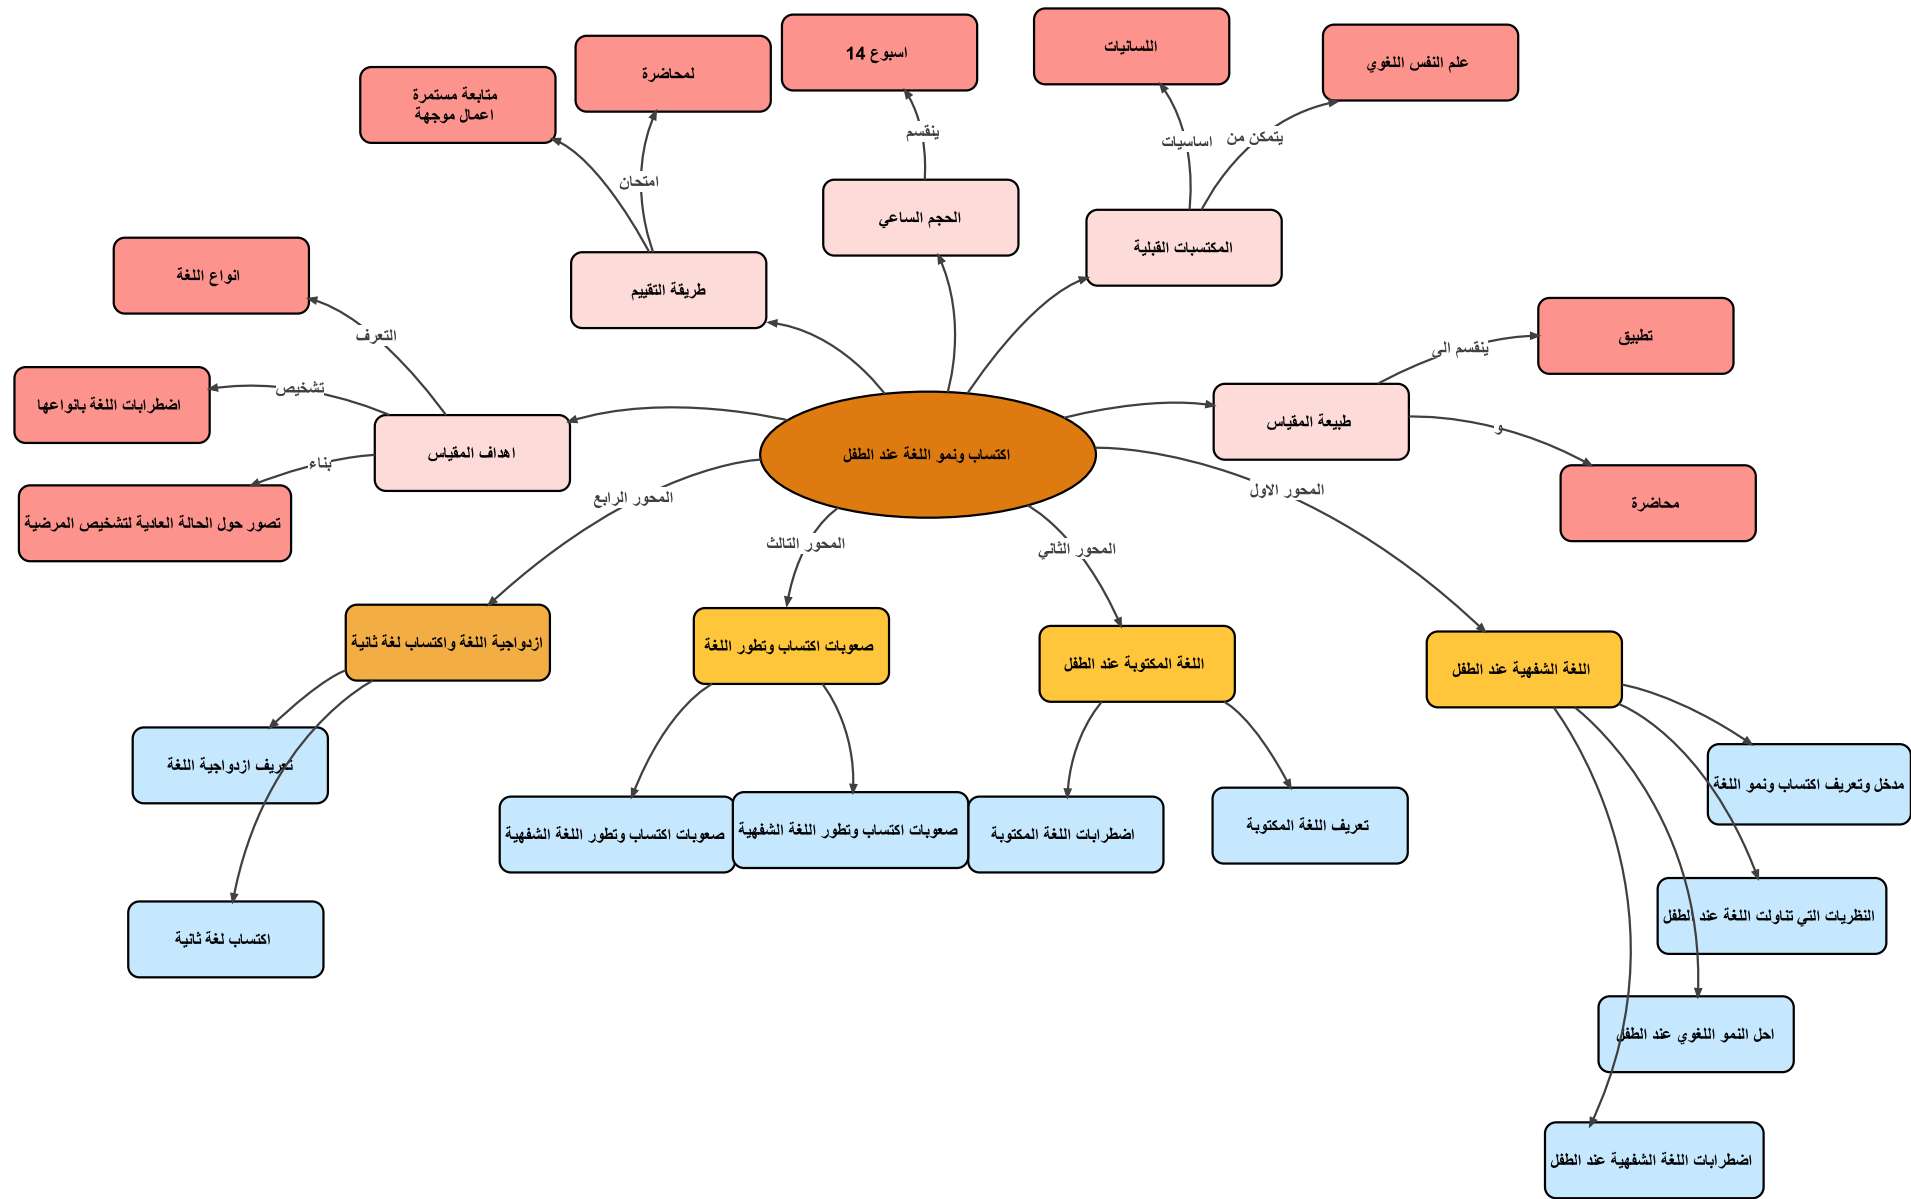 اللسانيات
اسبوع 14
علم النفس اللغوي
لمحاضرة
متابعة مستمرة
اعمال موجهة
ينقسم
اساسيات
يتمكن من
امتحان
الحجم الساعي
المكتسبات القبلية
انواع اللغة
طريقة التقييم
التعرف
تطبيق
ينقسم الى
تشخيص
اضطرابات اللغة بانواعها
طبيعة المقياس
و
اهداف المقياس
اكتساب ونمو اللغة عند الطفل
بناء
المحور الاول
المحور الرابع
محاضرة
تصور حول الحالة العادية لتشخيص المرضية
المحور الثاني
المحور التالث
ازدواجية اللغة واكتساب لغة ثانية
صعوبات اكتساب وتطور اللغة
اللغة المكتوبة عند الطفل
اللغة الشفهية عند الطفل
تعريف ازدواجية اللغة
مدخل وتعريف اكتساب ونمو اللغة
تعريف اللغة المكتوبة
اضطرابات اللغة المكتوبة
صعوبات اكتساب وتطور اللغة الشفهية
صعوبات اكتساب وتطور اللغة الشفهية
النظريات التي تناولت اللغة عند الطفل
اكتساب لغة ثانية
احل النمو اللغوي عند الطفل
اضطرابات اللغة الشفهية عند الطفل